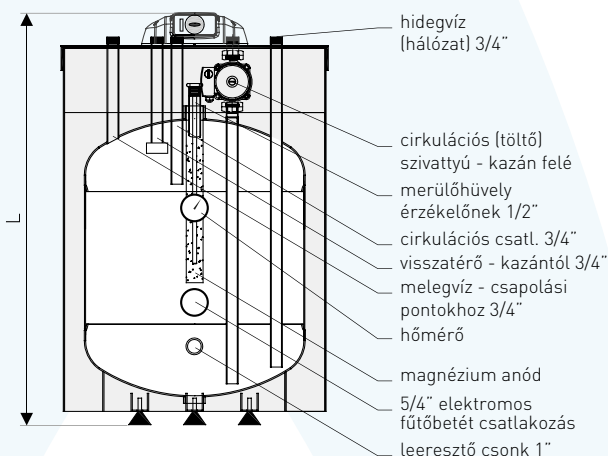 hidegvíz
(hálózat) 3/4”
cirkulációs (töltő)
szivattyú - kazán felé
merülőhüvely
érzékelőnek 1/2”
cirkulációs csatl. 3/4”
visszatérő - kazántól 3/4”
melegvíz - csapolási
pontokhoz 3/4”
hőmérő
magnézium anód
5/4” elektromos
fűtőbetét csatlakozás
leeresztő csonk 1”
L